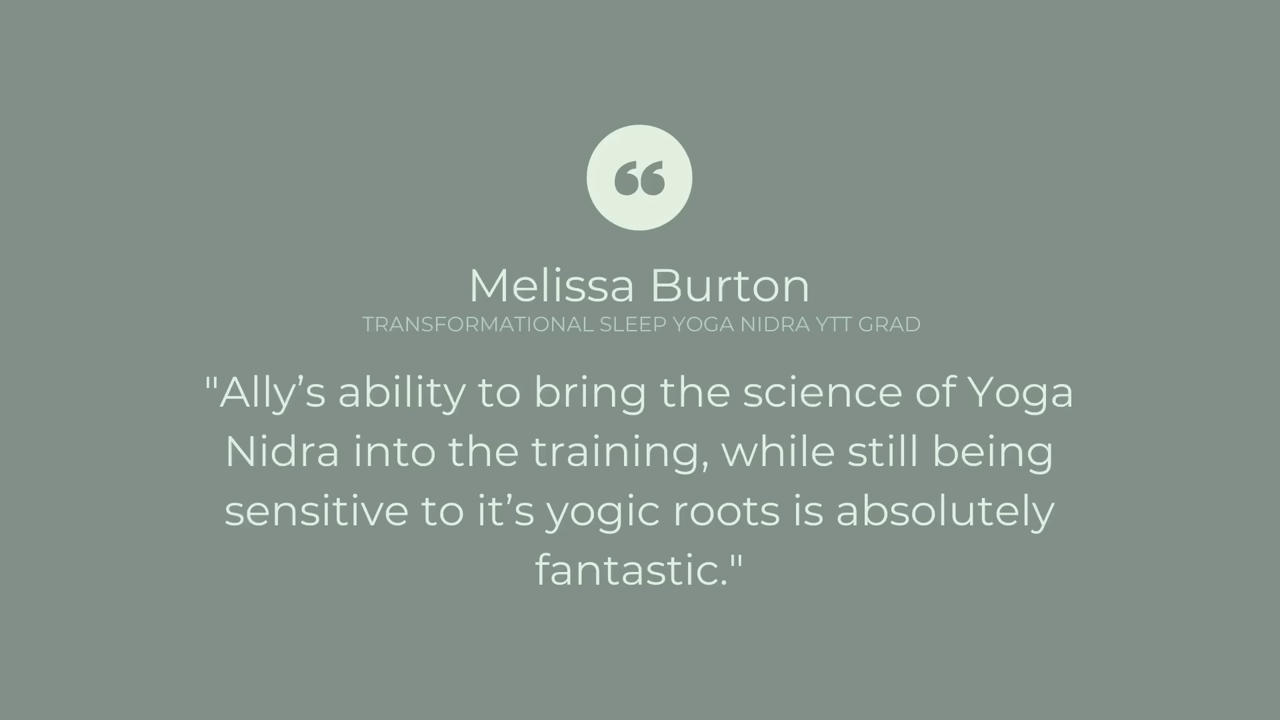 ❝
Melissa Burton
TRANSFORMATIONAL SLEEP YOGA NIDRA YTT GRAD
"Ally’s ability to bring the science of Yoga
Nidra into the training, while still being
sensitive to it’s yogic roots is absolutely
fantastic."